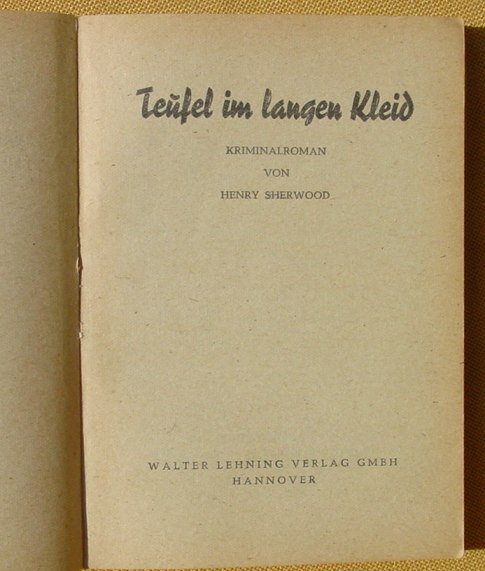 Teufel im langen Kleid
KRIMINALROMAN
VON
HENRY SHERWOOD
WALTER LEHNING VERLAG GMBH
HANNOVER